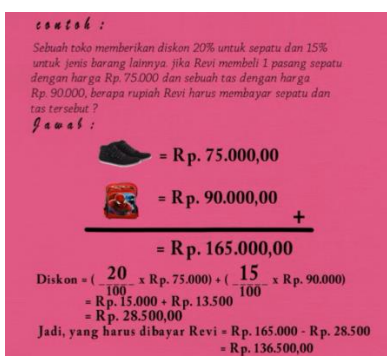 contoh :
Sebuah toko memberikan diskon 20% untuk sepatu dan 15%
untuk jenis barang lainnya. jika Revi membeli 1 pasang sepatu
dengan harga Rp. 75.000 dan sebuah tas dengan harga
Rp. 90.000, berapa rupiah Revi harus membayar sepatu dan
tas tersebut ?
Jawab :
= Rp. 75.000,00
= Rp. 90.000,00
+
= Rp. 165.000,00
Diskon = ( 20/100 x Rp. 75.000) + ( 15/100 x Rp. 90.000)
= Rp. 15.000 + Rp. 13.500
= Rp. 28.500,00
Jadi, yang harus dibayar Revi = Rp. 165.000 - Rp. 28.500
= Rp. 136.500,00